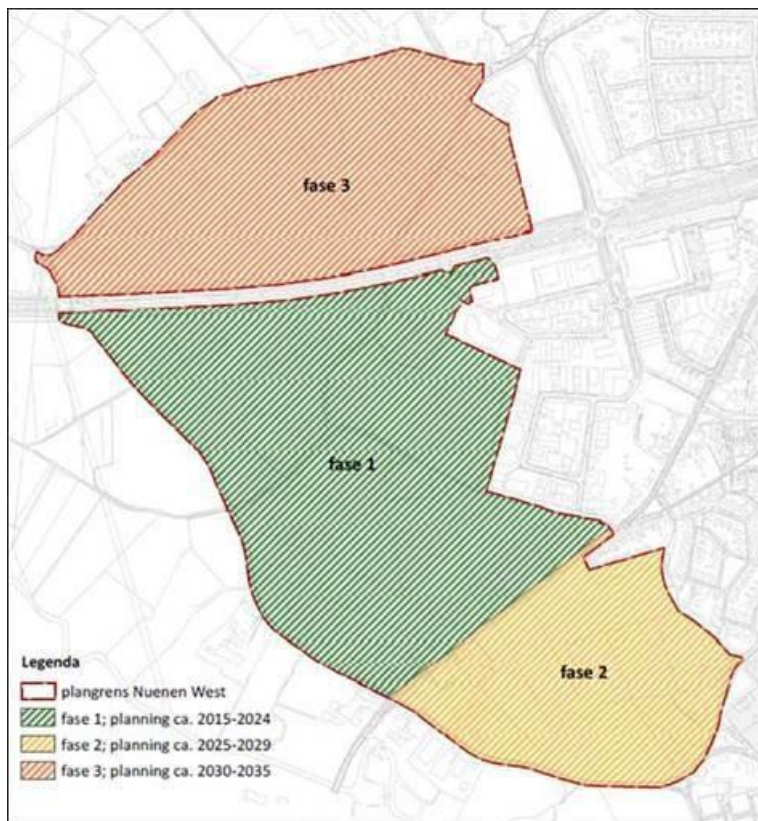 fase 3
fase 1
fase 2
Legenda
plangrens Nuenen West
fase 1; planning ca. 2015-2024
fase 2; planning ca. 2025-2029
fase 3; planning ca. 2030-2035